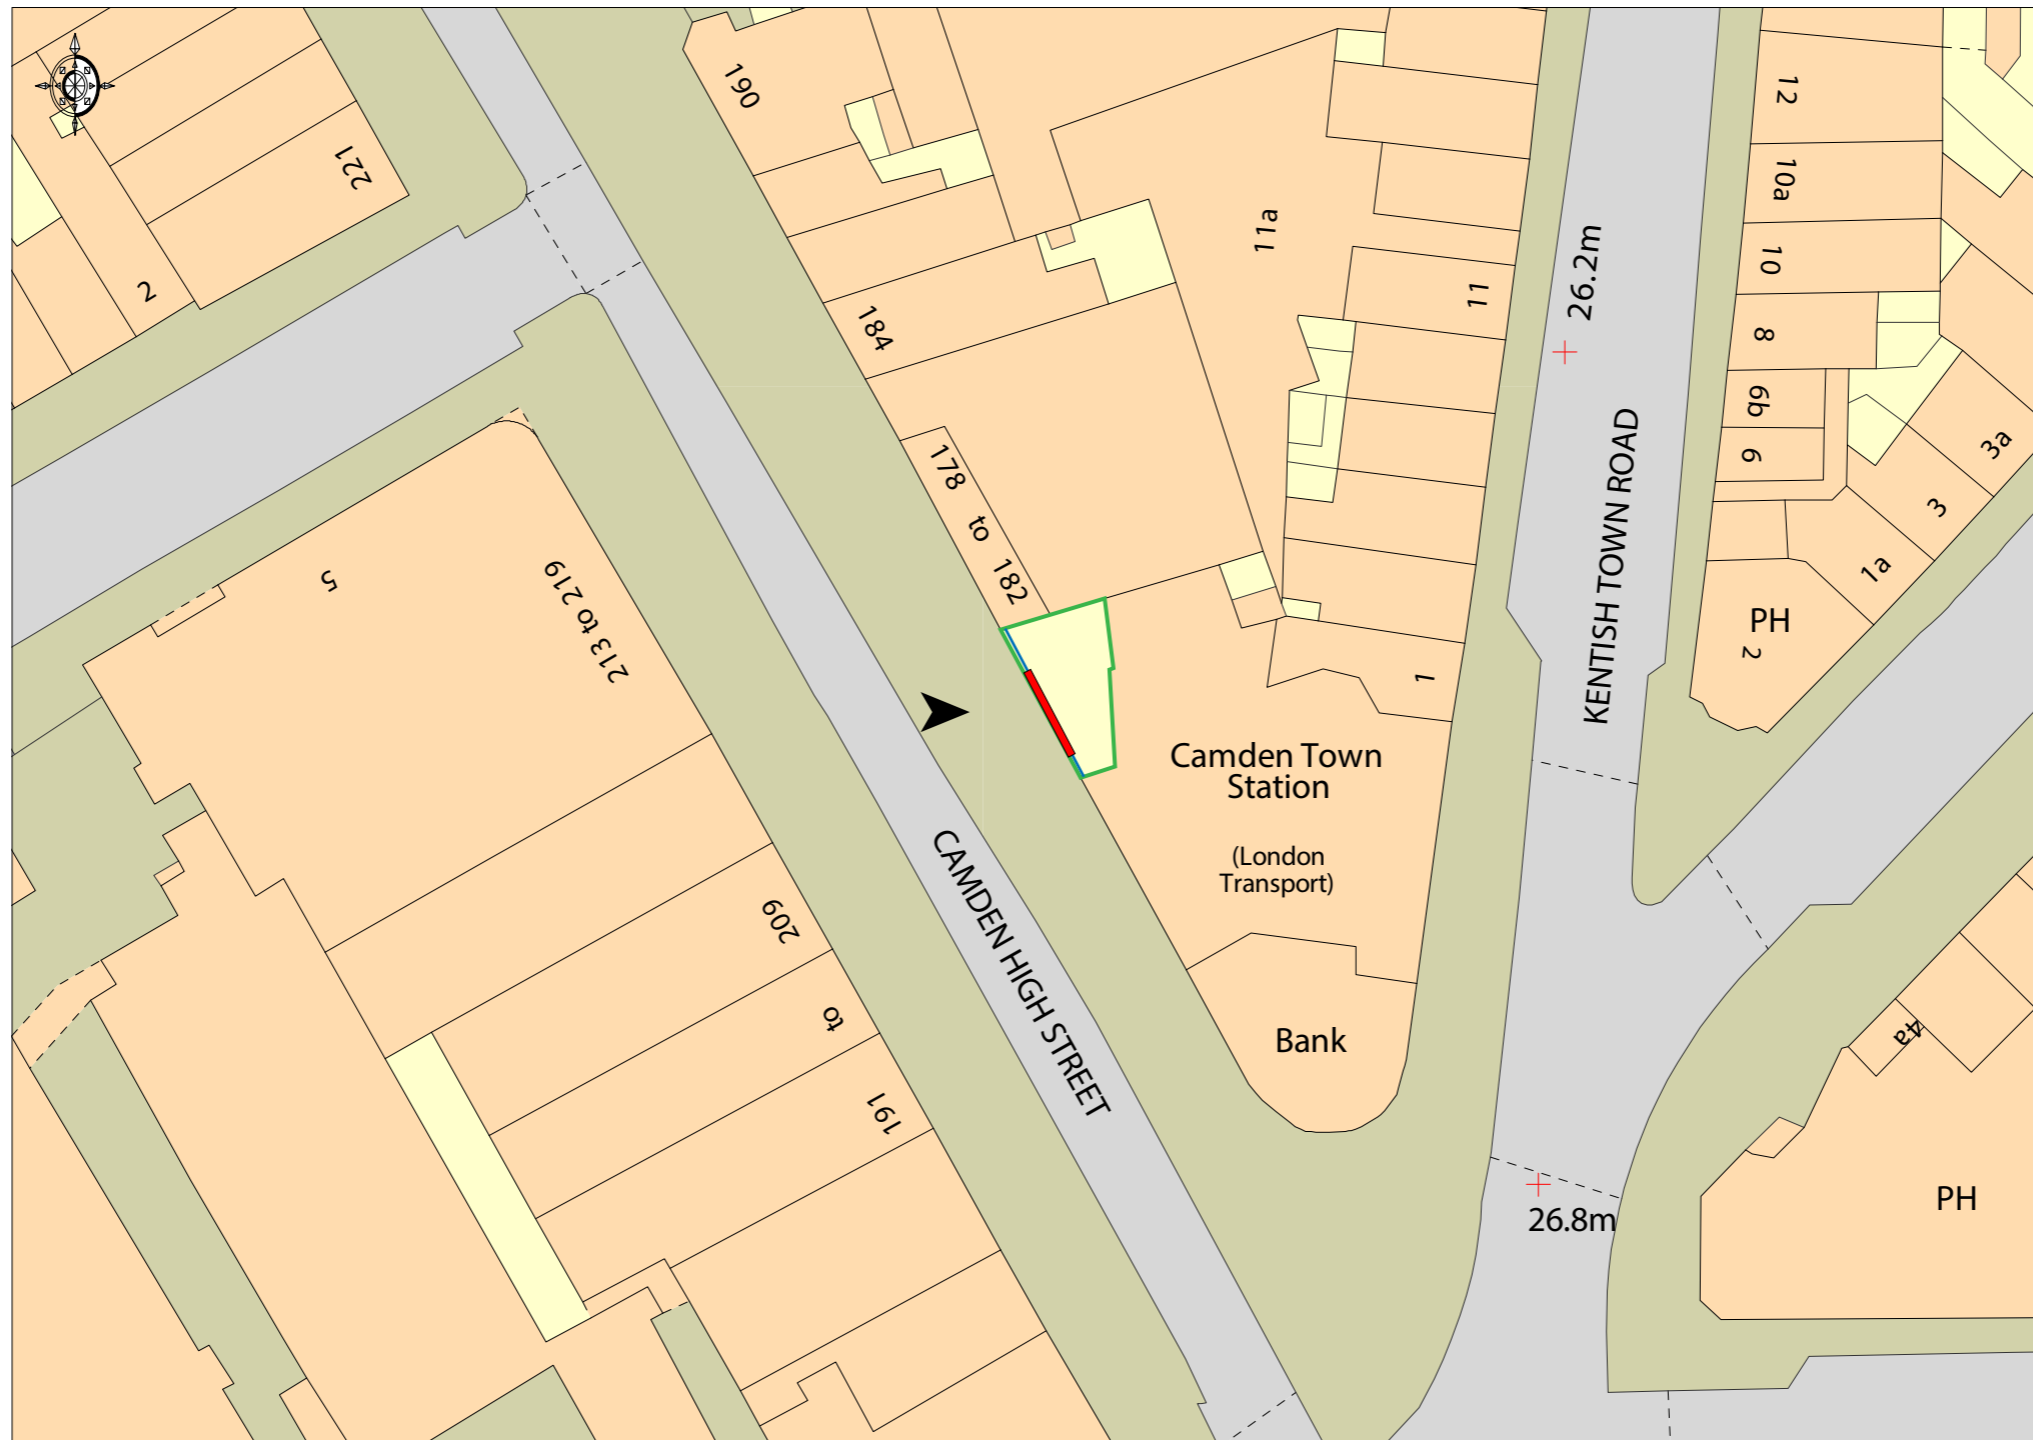 190
221
2
184
178
to
182
5
213 to 219
209
to
191
CAMDEN HIGH STREET
11a
11
26.2m
KENTISH TOWN ROAD
12
10a
10
8
6b
6
3a
3
1a
PH
2
1
Camden Town
Station
(London
Transport)
Bank
4a
PH
26.8m